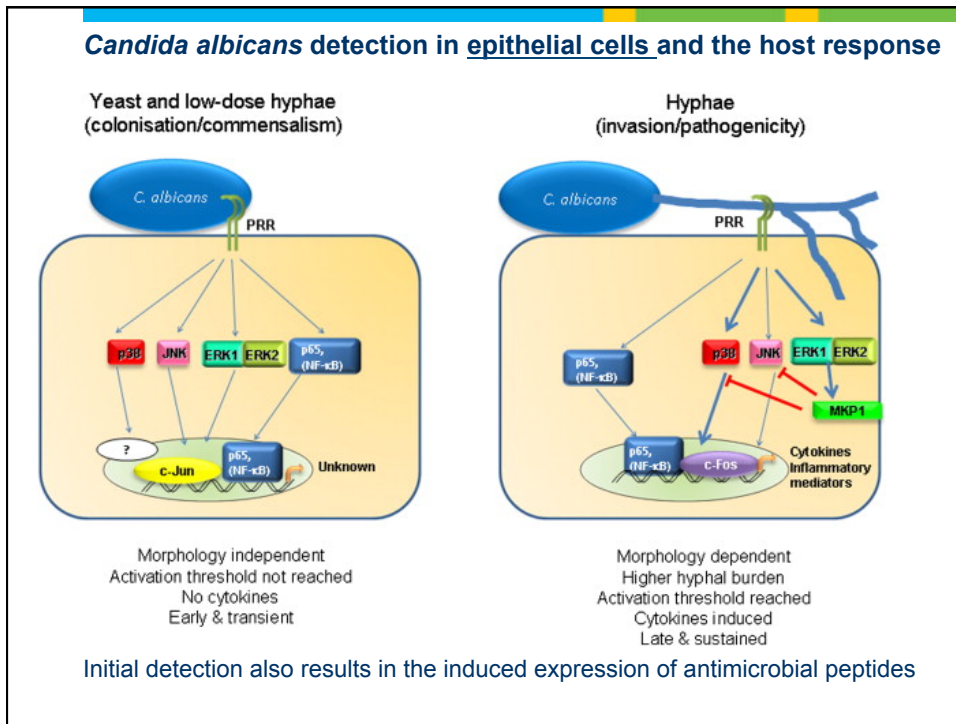 Candida albicans detection in epithelial cells and the host response
Yeast and low-dose hyphae
(colonisation/commensalism)
C. albicans
PRR
p38
JNK
ERK1
ERK2
p65,
(NF-κB)
?
c-Jun
p65,
(NF-κB)
Unknown
Morphology independent
Activation threshold not reached
No cytokines
Early & transient
Hyphae
(invasion/pathogenicity)
C. albicans
PRR
p65,
(NF-κB)
p38
JNK
ERK1
ERK2
MKP1
p65,
(NF-κB)
c-Fos
Cytokines
Inflammatory
mediators
Morphology dependent
Higher hyphal burden
Activation threshold reached
Cytokines induced
Late & sustained
Initial detection also results in the induced expression of antimicrobial peptides